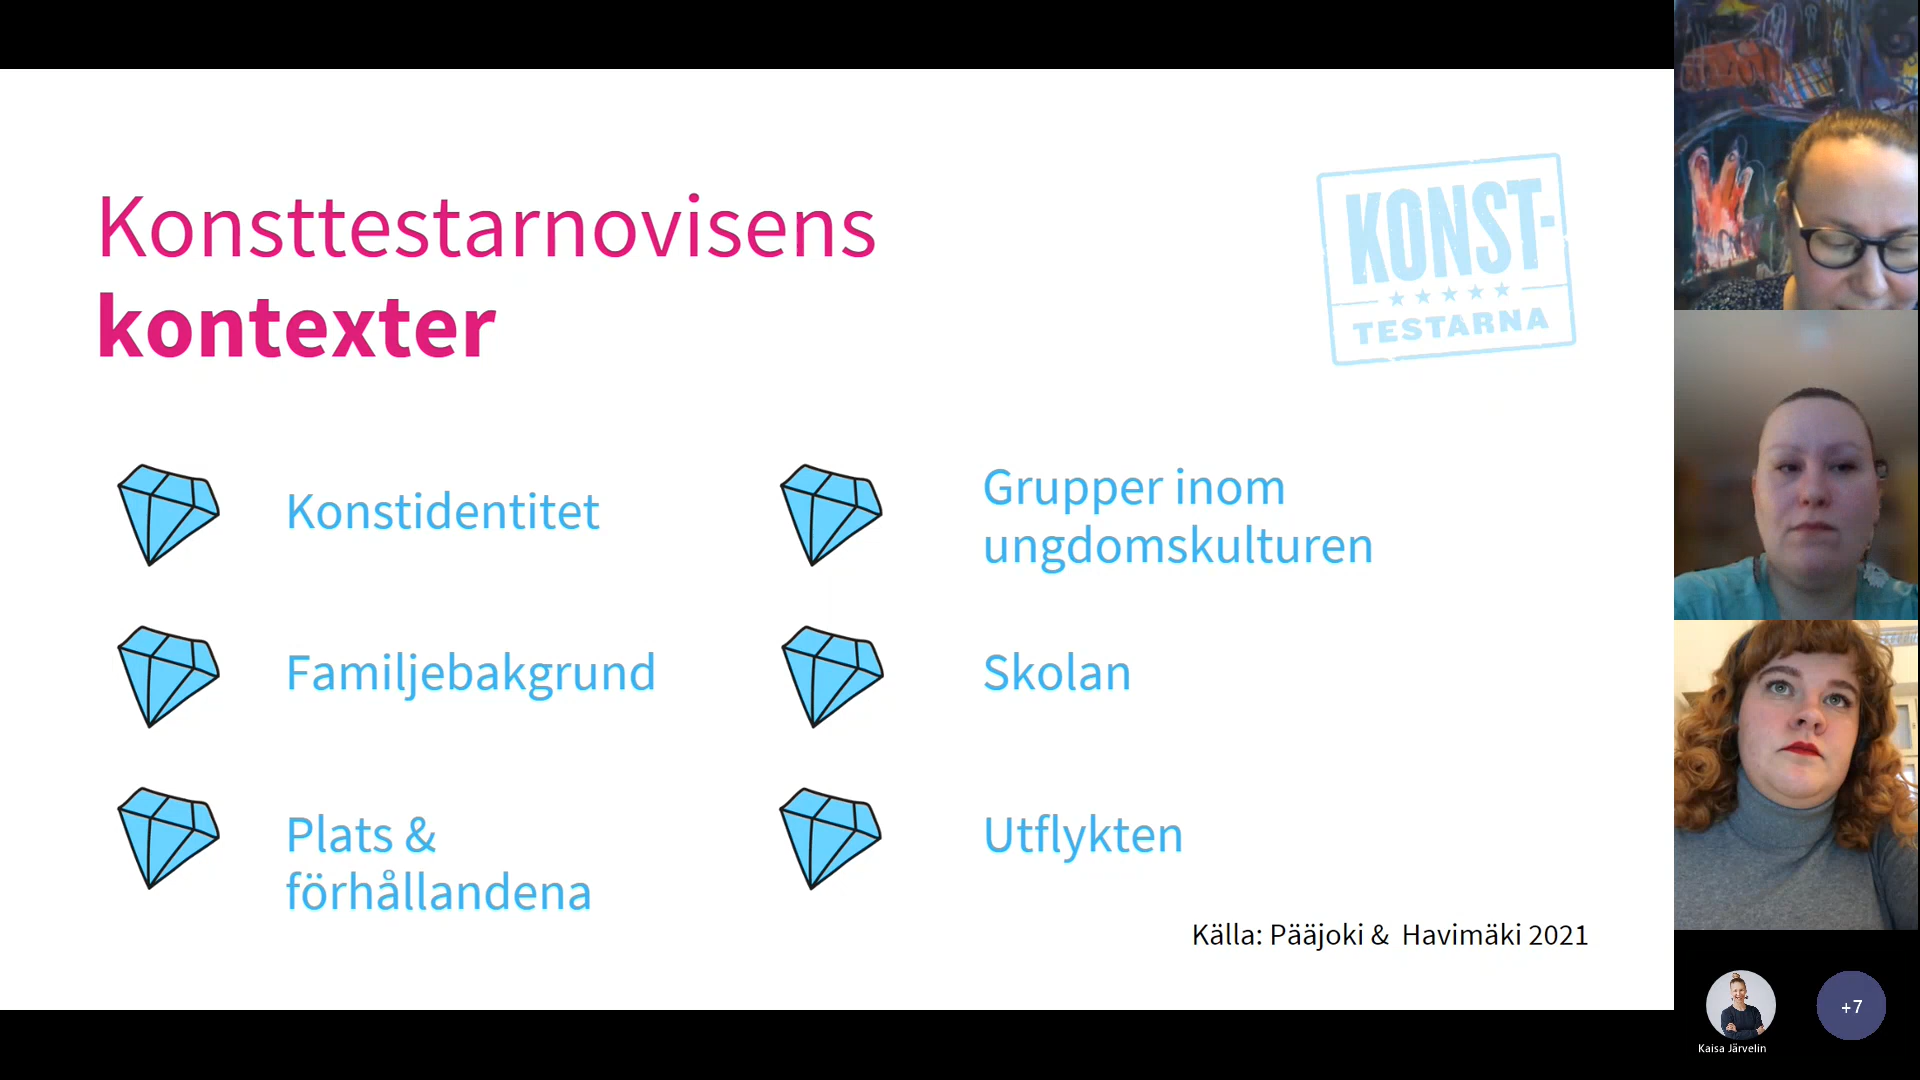 Konsttestarnovisens
kontexter
KONST-
TESTARNA
Konstidentitet
Grupper inom
ungdomskulturen
Familjebakgrund
Skolan
Plats &
förhållandena
Utflykten
Källa: Pääjoki & Havimäki 2021
+7
Kaisa Järvelin